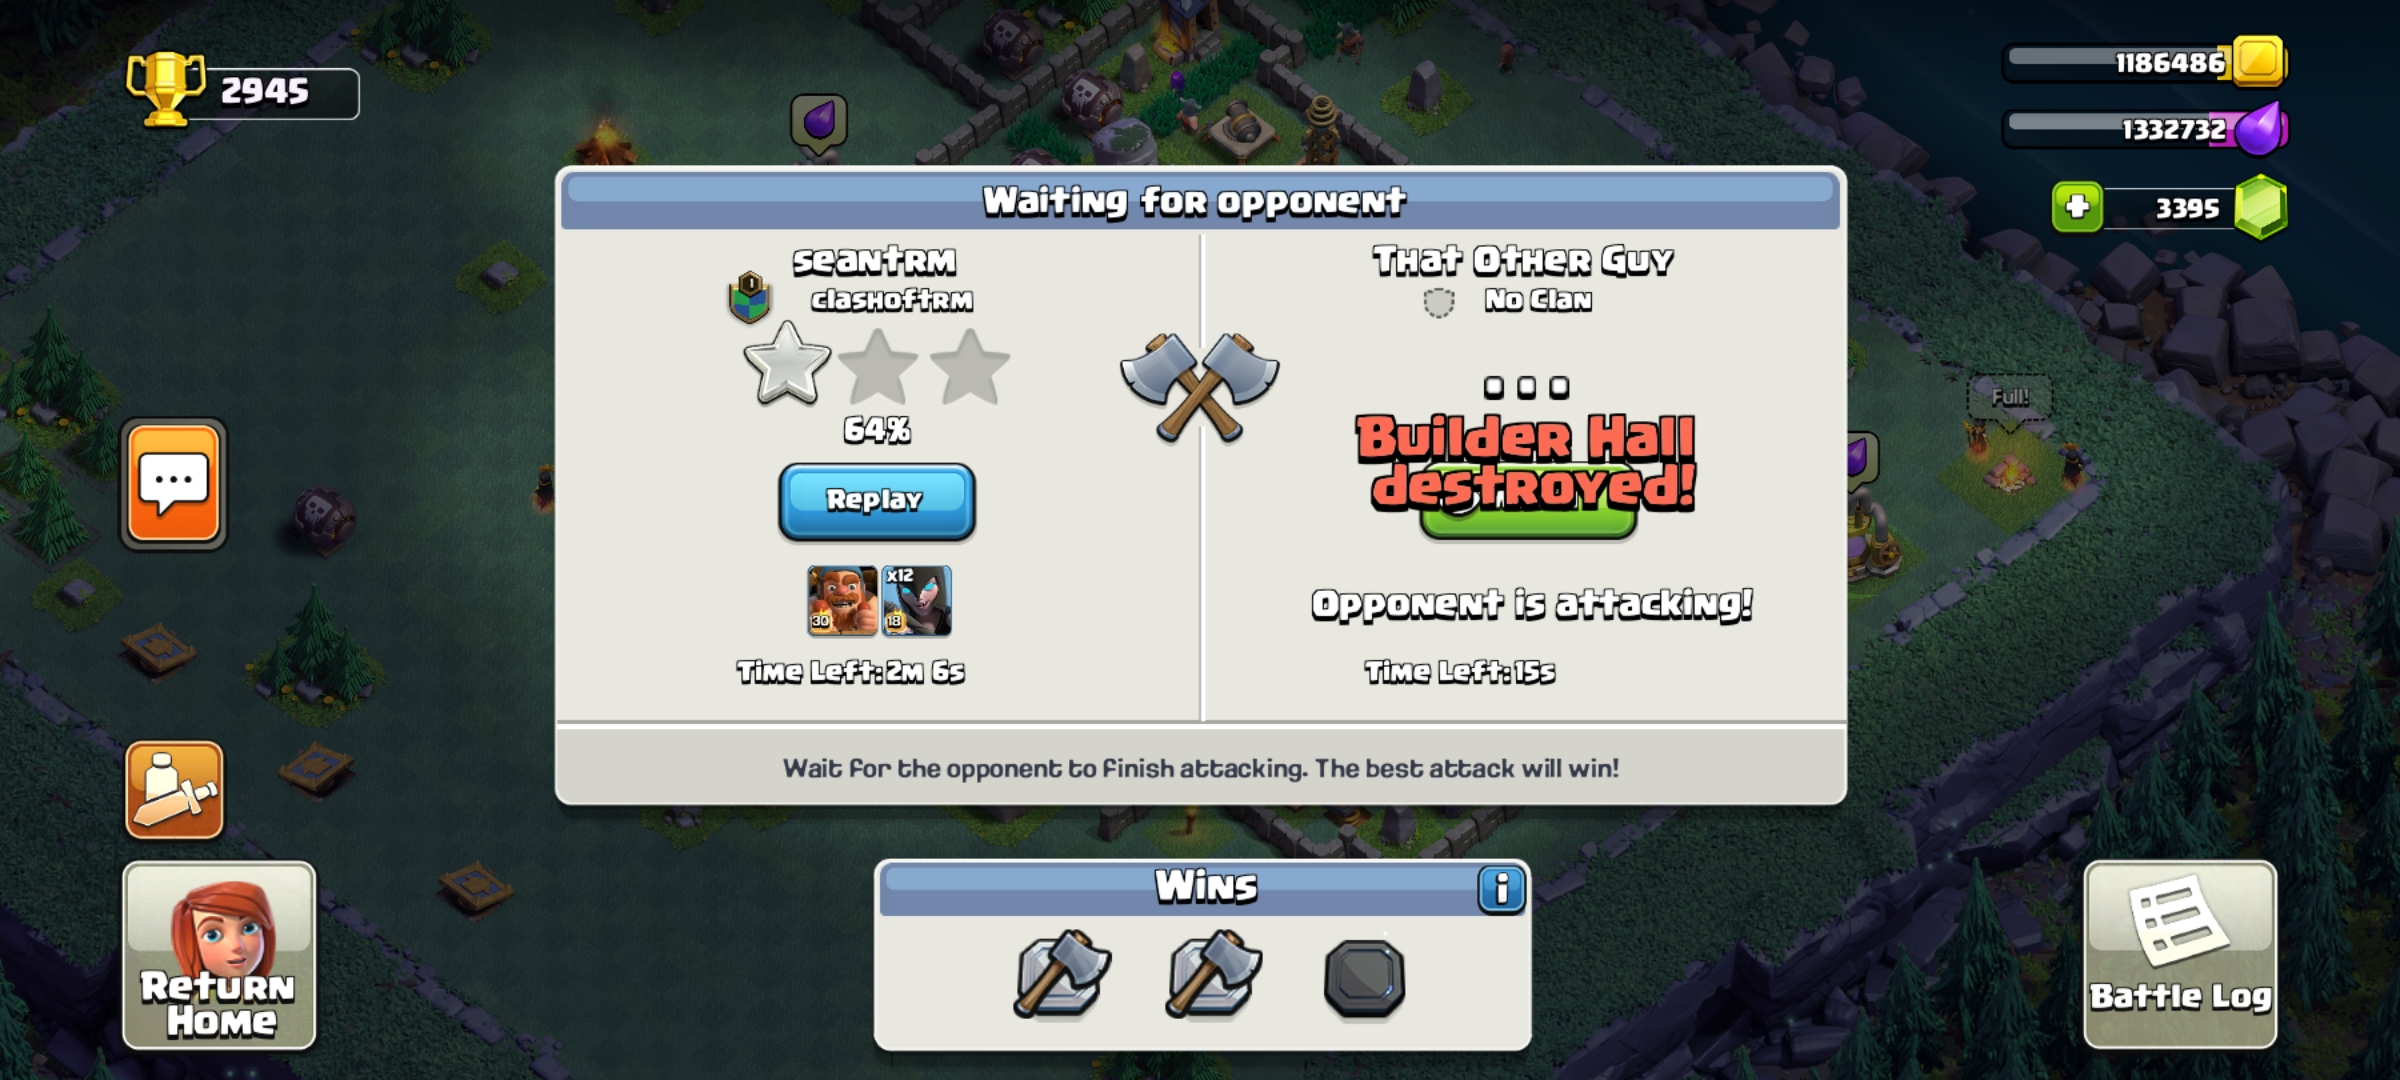 2945
1186486
1332732
3395
Waiting for opponent
seantrm
1
clashoftrm
64%
Replay
30
x12
18
Time Left:2m 6s
That Other Guy
No Clan
Builder Hall
destroyed!
Opponent is attacking!
Time Left:15s
Full!
Wait for the opponent to finish attacking. The best attack will win!
Wins
i
Return
Home
Battle Log